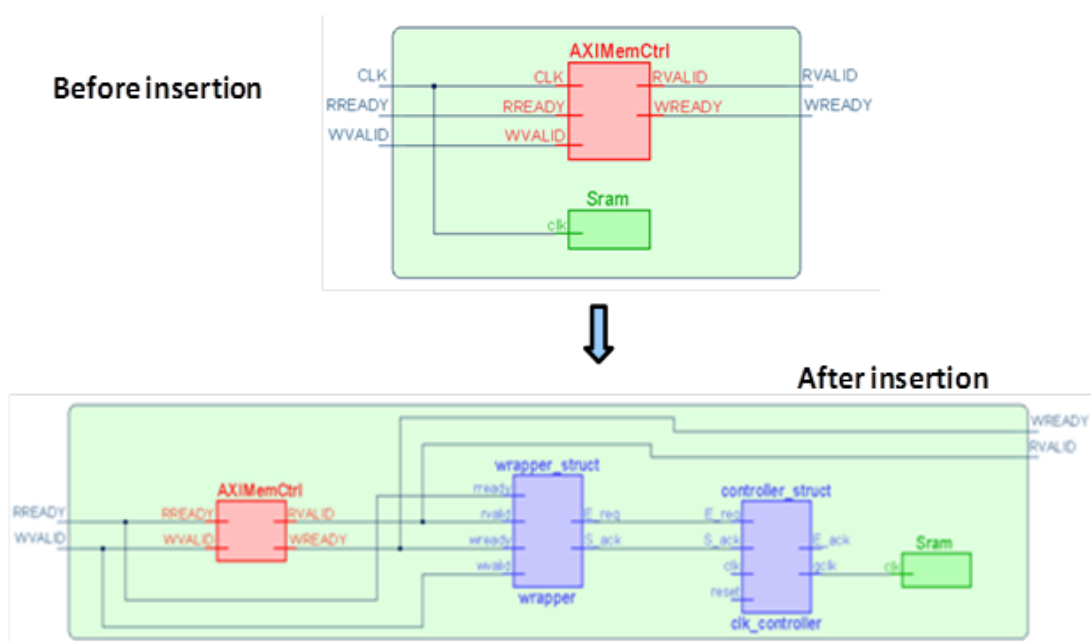 Before insertion
AXIMemCtrl
CLK CLK RVALID RVALID
RREADY RREADY WREADY WREADY
WVALID WVALID
Sram
clk
After insertion
WREADY
RVALID
wrapper_struct
AXIMemCtrl rready controller_struct
RREADY RREADY RVALID rvalid E_req E_req
WVALID WVALID WREADY wready S_ack S_ack E_ack Sram
wvalid clk gclk clk
reset
wrapper
clk_controller